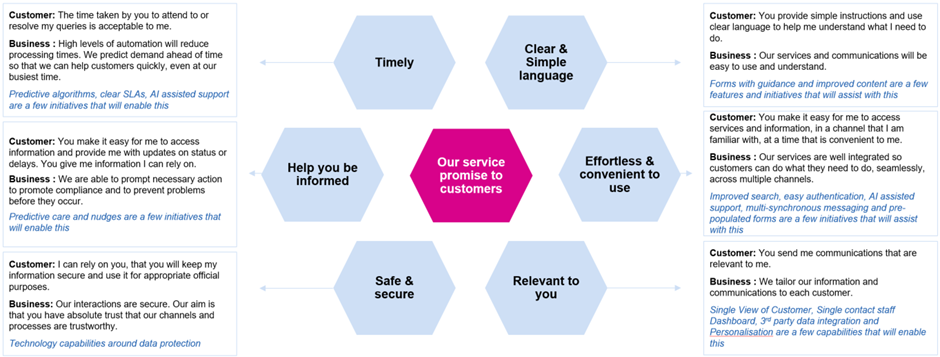 Customer: The time taken by you to attend to or
resolve my queries is acceptable to me.
Business : High levels of automation will reduce
processing times. We predict demand ahead of time
so that we can help customers quickly, even at our
busiest time.
Predictive algorithms, clear SLAs, AI assisted support
are a few initiatives that will enable this
Customer: You make it easy for me to access
information and provide me with updates on status or
delays. You give me information I can rely on.
Business : We are able to prompt necessary action
to promote compliance and to prevent problems
before they occur.
Predictive care and nudges are a few initiatives that
will enable this
Customer: I can rely on you, that you will keep my
information secure and use it for appropriate official
purposes.
Business: Our interactions are secure. Our aim is
that you have absolute trust that our channels and
processes are trustworthy.
Technology capabilities around data protection
Timely
Clear &
Simple
language
Help you be
informed
Our service
promise to
customers
Effortless &
convenient to
use
Safe &
secure
Relevant to
you
Customer: You provide simple instructions and use
clear language to help me understand what I need to
do.
Business : Our services and communications will be
easy to use and understand.
Forms with guidance and improved content are a few
features and initiatives that will assist with this
Customer: You make it easy for me to access
services and information, in a channel that I am
familiar with, at a time that is convenient to me.
Business : Our services are well integrated so
customers can do what they need to do, seamlessly,
across multiple channels.
Improved search, easy authentication, AI assisted
support, multi-synchronous messaging and pre-
populated forms are a few initiatives that will assist
with this
Customer: You send me communications that are
relevant to me.
Business : We tailor our information and
communications to each customer.
Single View of Customer, Single contact staff
Dashboard, 3rd party data integration and
Personalisation are a few capabilities that will enable
this